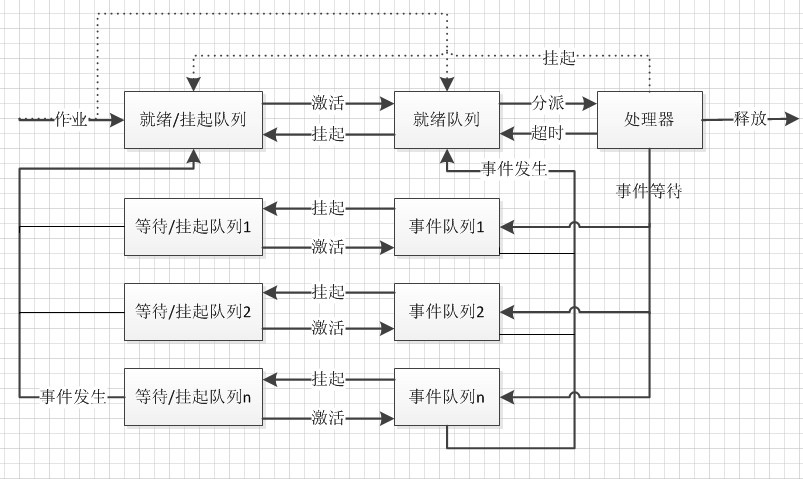 挂起
作业
就绪/挂起队列
激活
挂起
就绪队列
分派
超时
处理器
释放
事件发生
事件等待
等待/挂起队列1
挂起
激活
事件队列1
等待/挂起队列2
挂起
激活
事件队列2
事件发生
等待/挂起队列n
挂起
激活
事件队列n